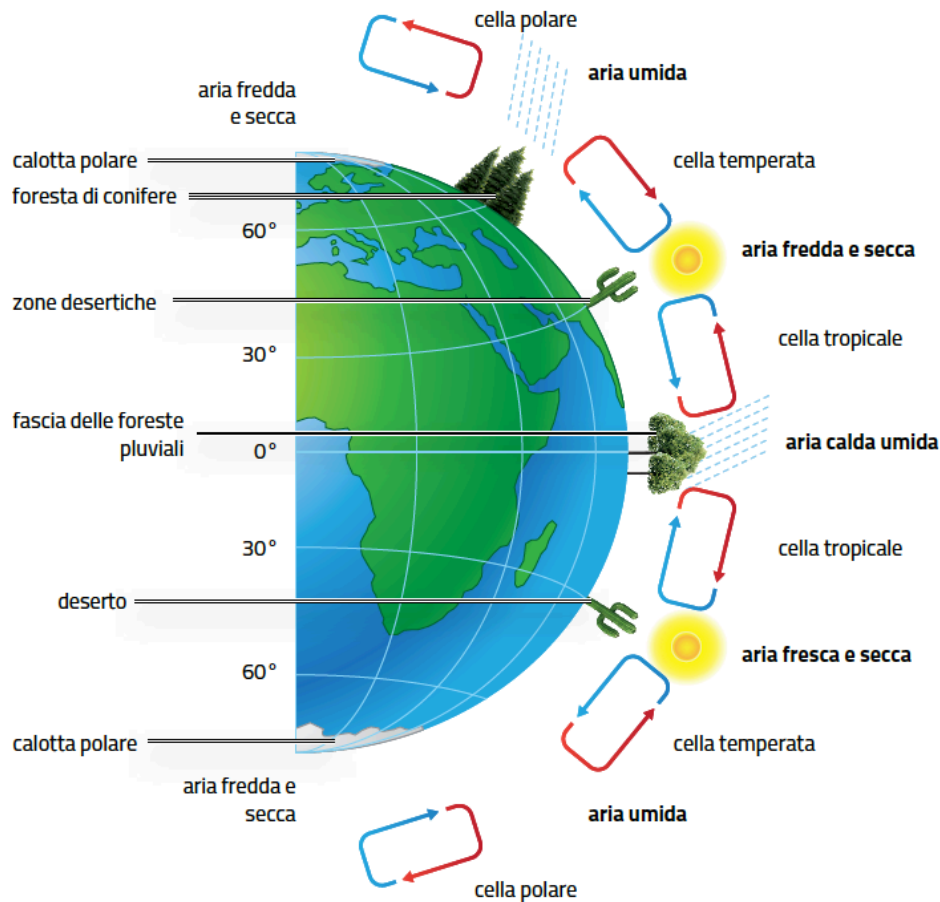 cella polare
aria umida
aria fredda
e secca
calotta polare
cella temperata
foresta di conifere
60°
aria fredda e secca
zone desertiche
cella tropicale
30°
fascia delle foreste
pluviali
0°
aria calda umida
30°
cella tropicale
deserto
aria fresca e secca
60°
calotta polare
cella temperata
aria fredda e
secca
aria umida
cella polare